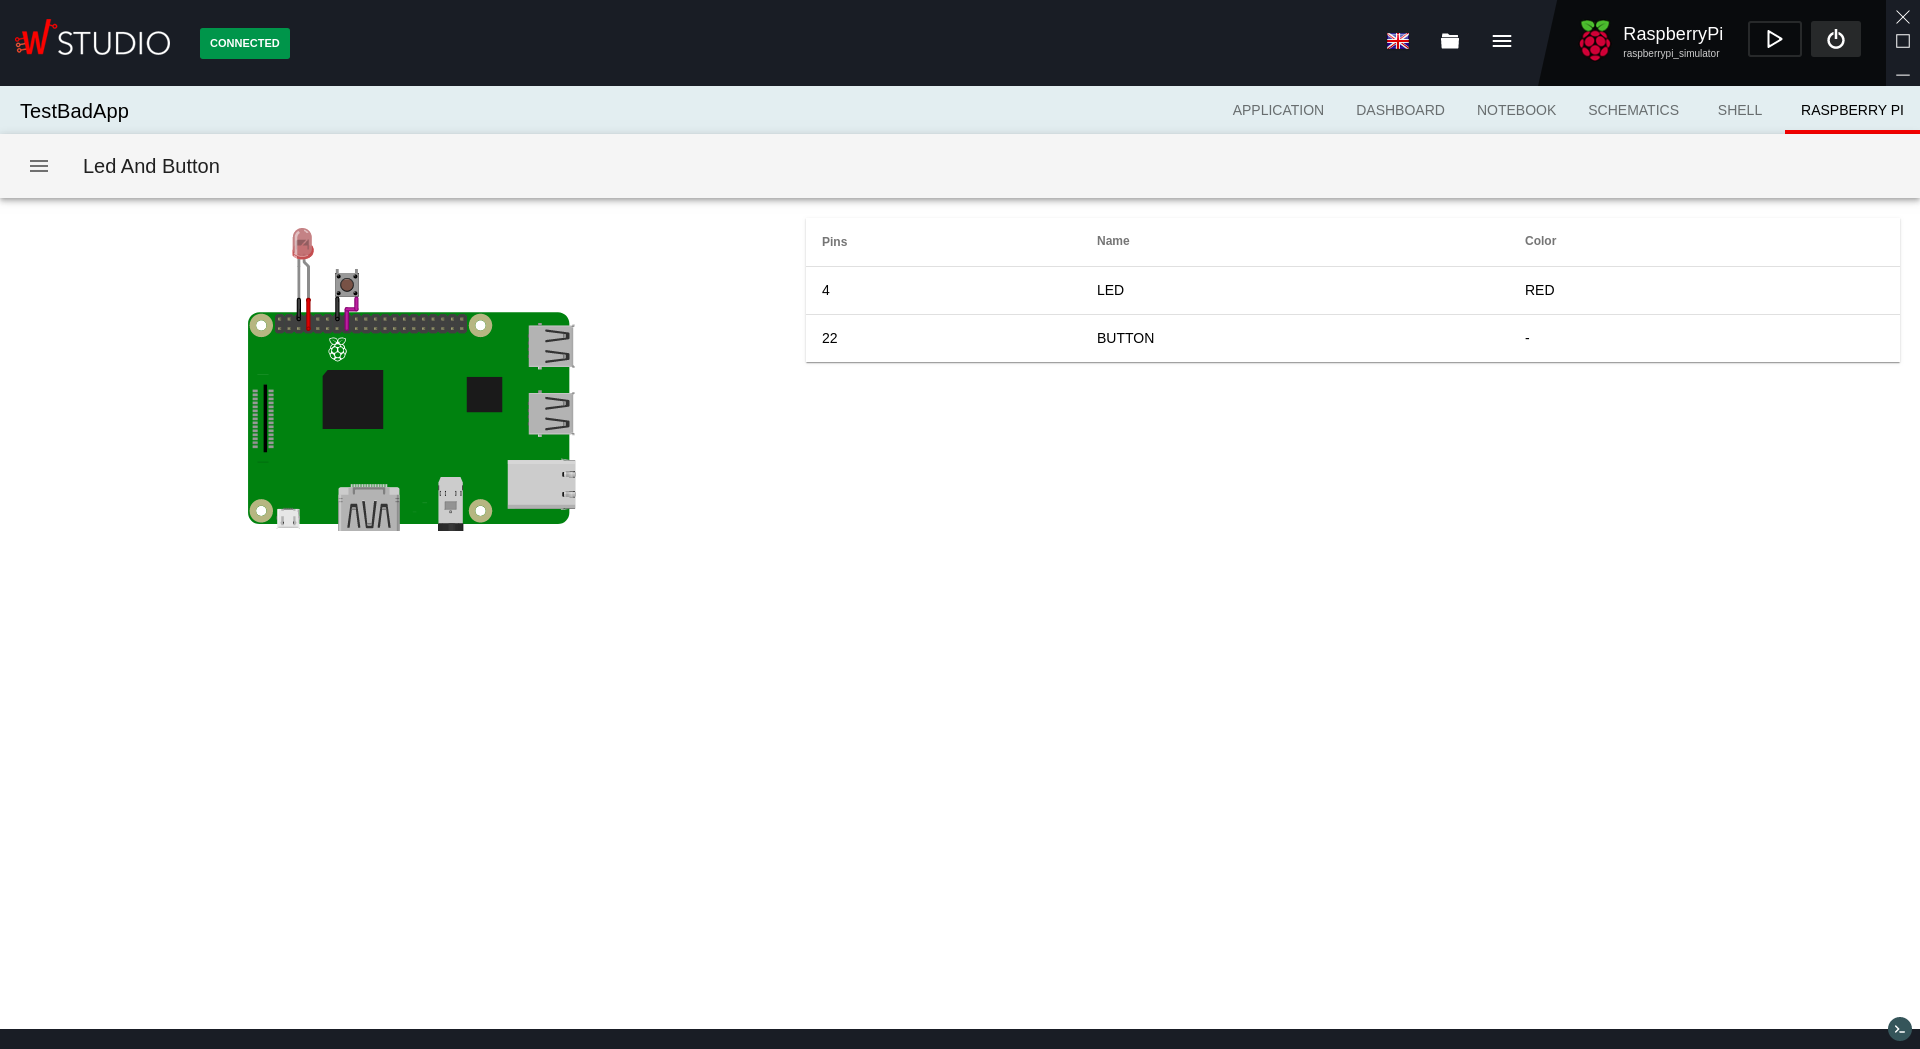 W STUDIO
CONNECTED
RaspberryPi
raspberrypi_simulator
TestBadApp
APPLICATION DASHBOARD NOTEBOOK SCHEMATICS SHELL RASPBERRY PI
Led And Button
Pins Name Color
4 LED RED
22 BUTTON -